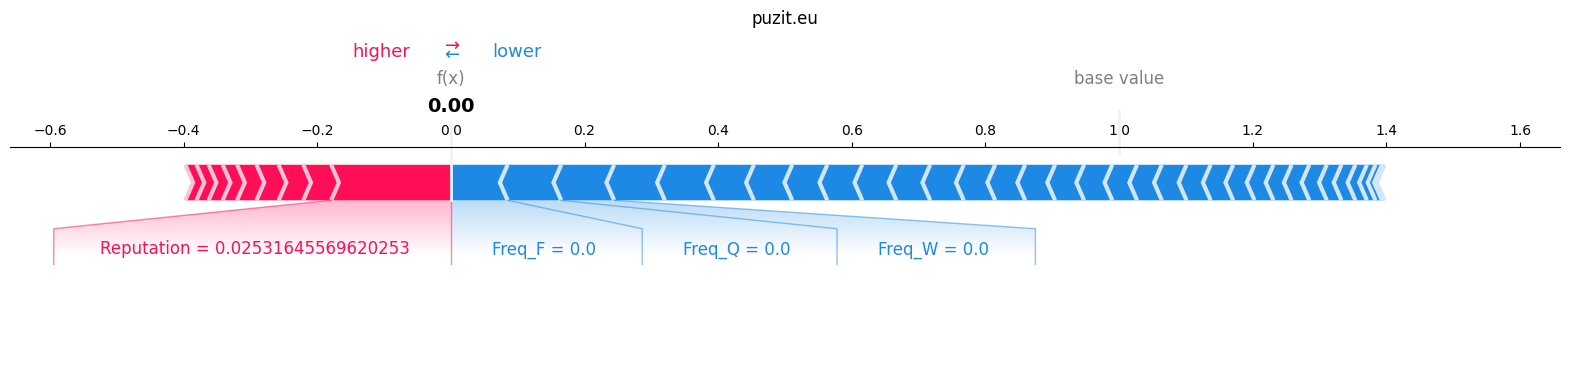 puzit.eu
higher → ← lower
f(x) base value
0.00
−0.6 −0.4 −0.2 0.0 0.2 0.4 0.6 0.8 1.0 1.2 1.4 1.6
Reputation = 0.02531645569620253 Freq_F = 0.0 Freq_Q = 0.0 Freq_W = 0.0